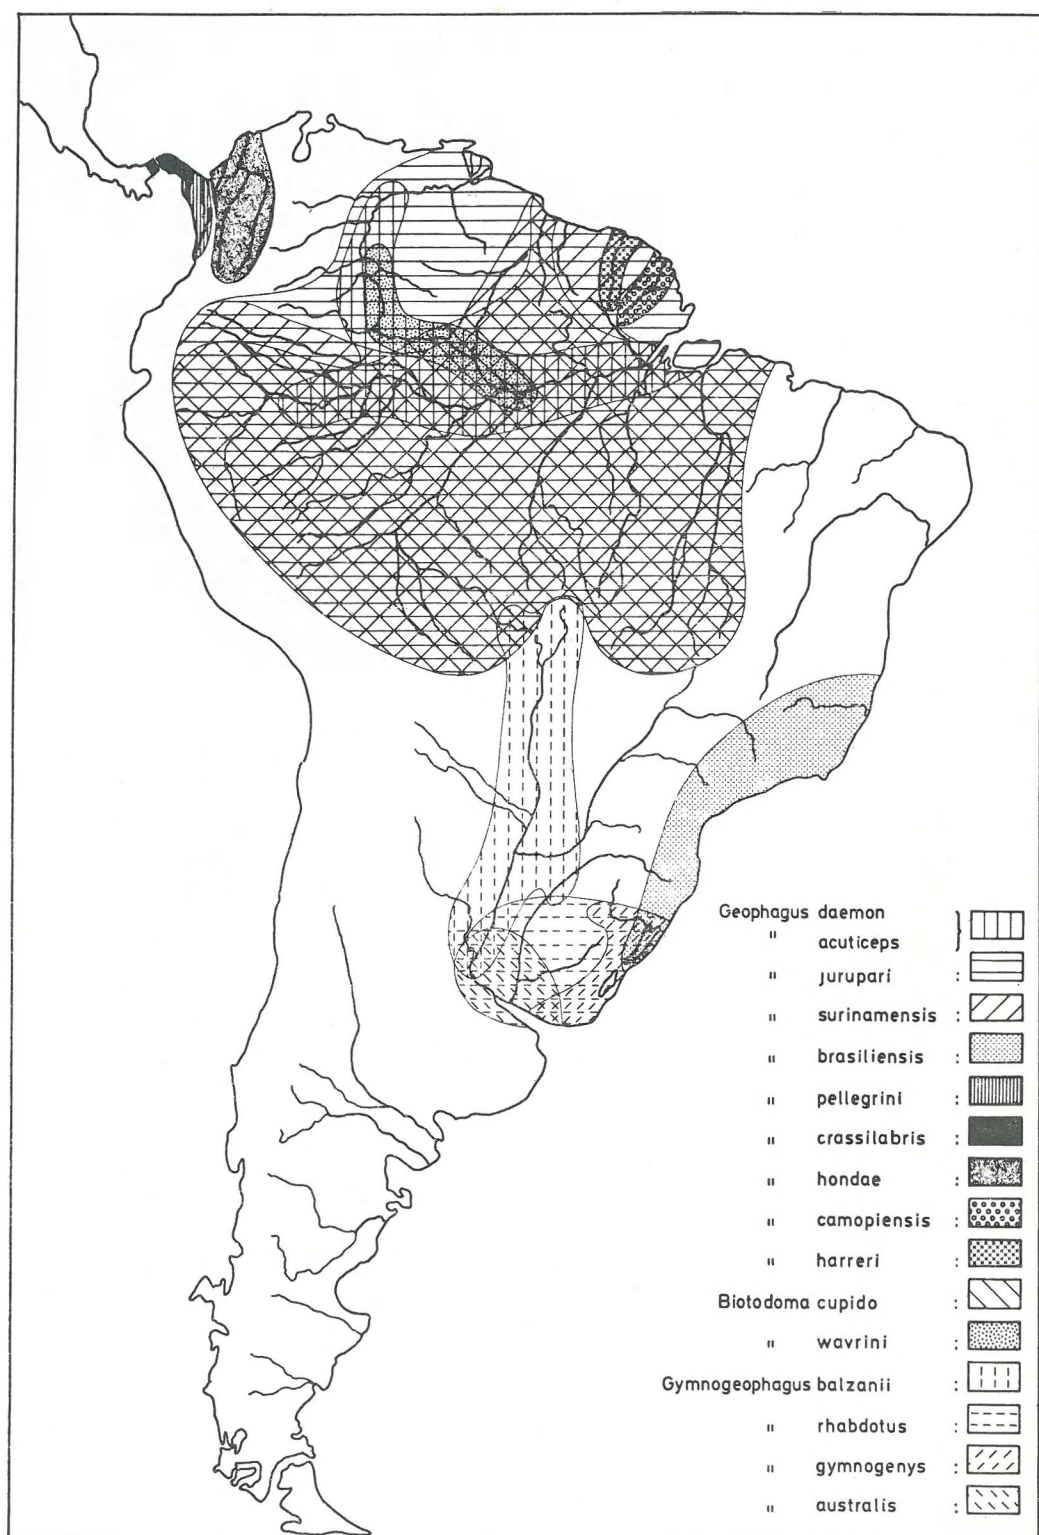 Geophagus daemon
" acuticeps
" jurupari :
" surinamensis :
" brasiliensis :
" pellegrini :
" crassilabris :
" hondae :
" camopiensis :
" harreri :
Biotodoma cupido :
" wavrini :
Gymnogeophagus balzanii :
" rhabdotus :
" gymnogenys :
" australis :